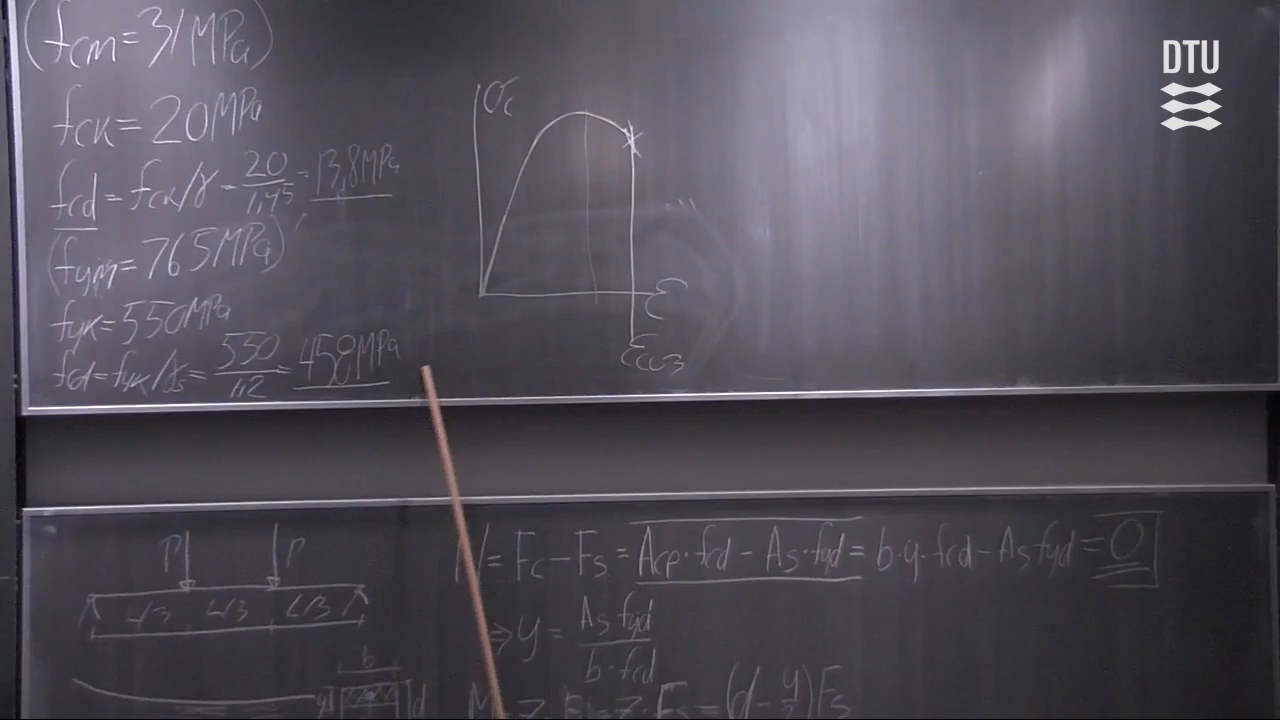 (fcm = 31 MPa)
fck = 20 MPa
fcd = fck/γ = 20/1,45 = 13,8 MPa
(fym = 765 MPa)
fyk = 550 MPa
= fyk/γs = 550/1.2 = 458 MPa
σc
ε
εcu3
DTU
P P
L/3 L/3 L/3
b
y d
N = Fc - Fs = Acp · fcd - As · fyd = b · y · fcd - As fyd = 0
⇒ y = As fyd / b · fcd
= z · Fs = (d - y/2) Fs